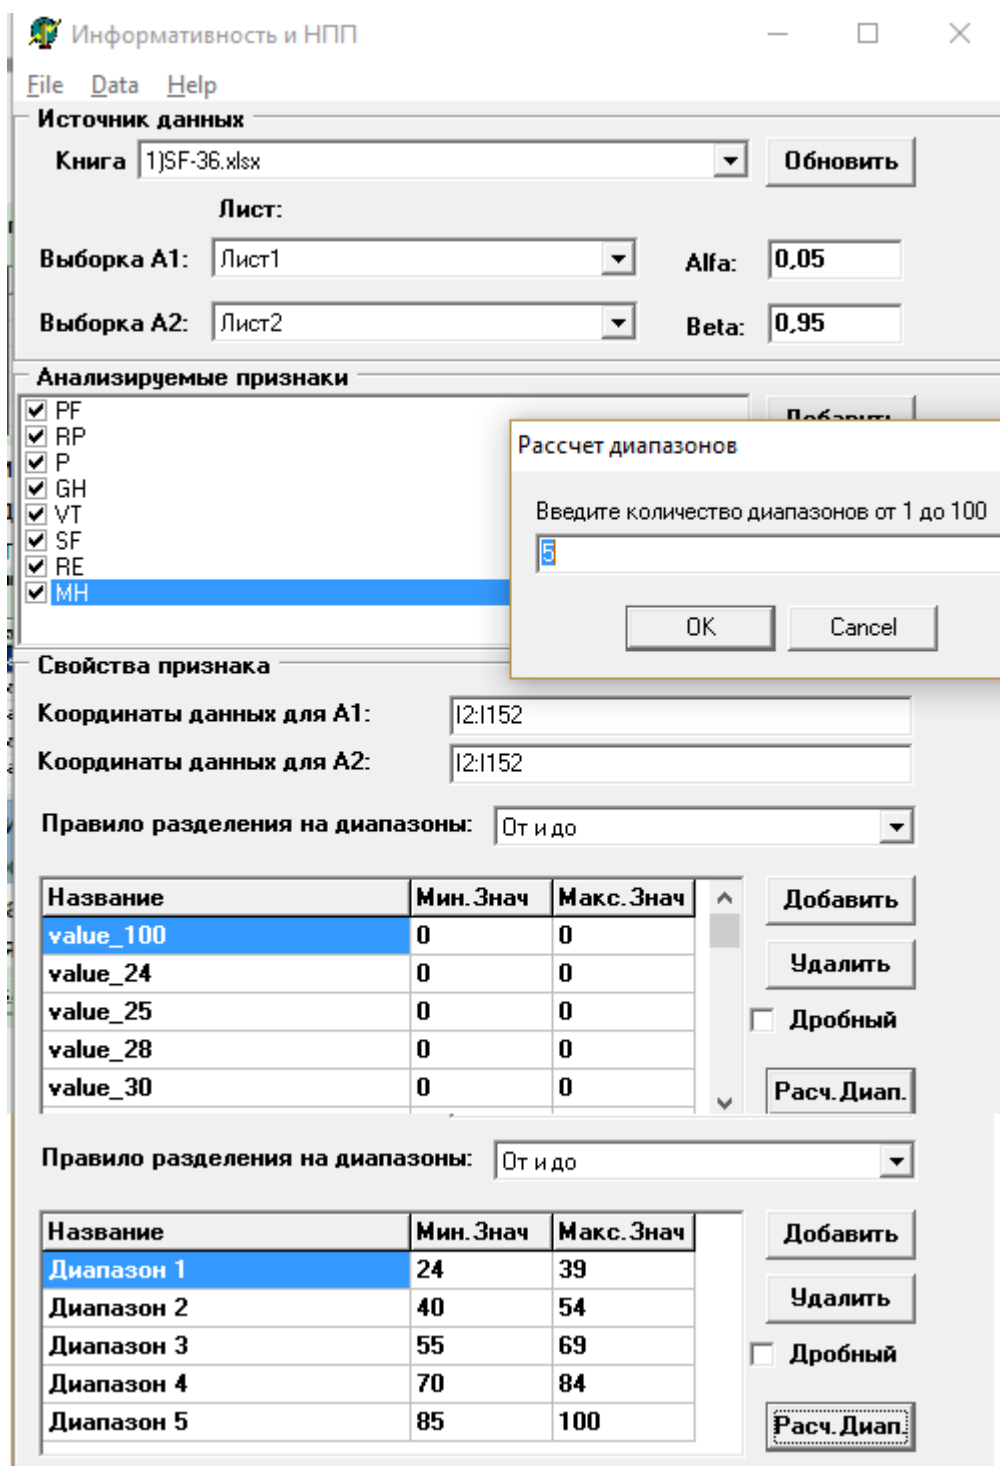 Информативность и НПП
File Data Help
Источник данных
Книга 1)SF-36.xlsx Обновить
Лист:
Выборка А1: Лист1 Alfa: 0,05
Выборка А2: Лист2 Beta: 0,95
Анализируемые признаки
PF
RP
P
GH
VT
SF
RE
MH
Рассчет диапазонов
Введите количество диапазонов от 1 до 100
5
OK Cancel
Свойства признака
Координаты данных для А1: I2:I152
Координаты данных для А2: I2:I152
Правило разделения на диапазоны: От и до
Название Мин.Знач Макс.Знач Добавить
value_100 0 0
value_24 0 0 Удалить
value_25 0 0 Дробный
value_28 0 0
value_30 0 0 Расч.Диап.
Правило разделения на диапазоны: От и до
Название Мин.Знач Макс.Знач Добавить
Диапазон 1 24 39
Диапазон 2 40 54 Удалить
Диапазон 3 55 69 Дробный
Диапазон 4 70 84
Диапазон 5 85 100 Расч.Диап.